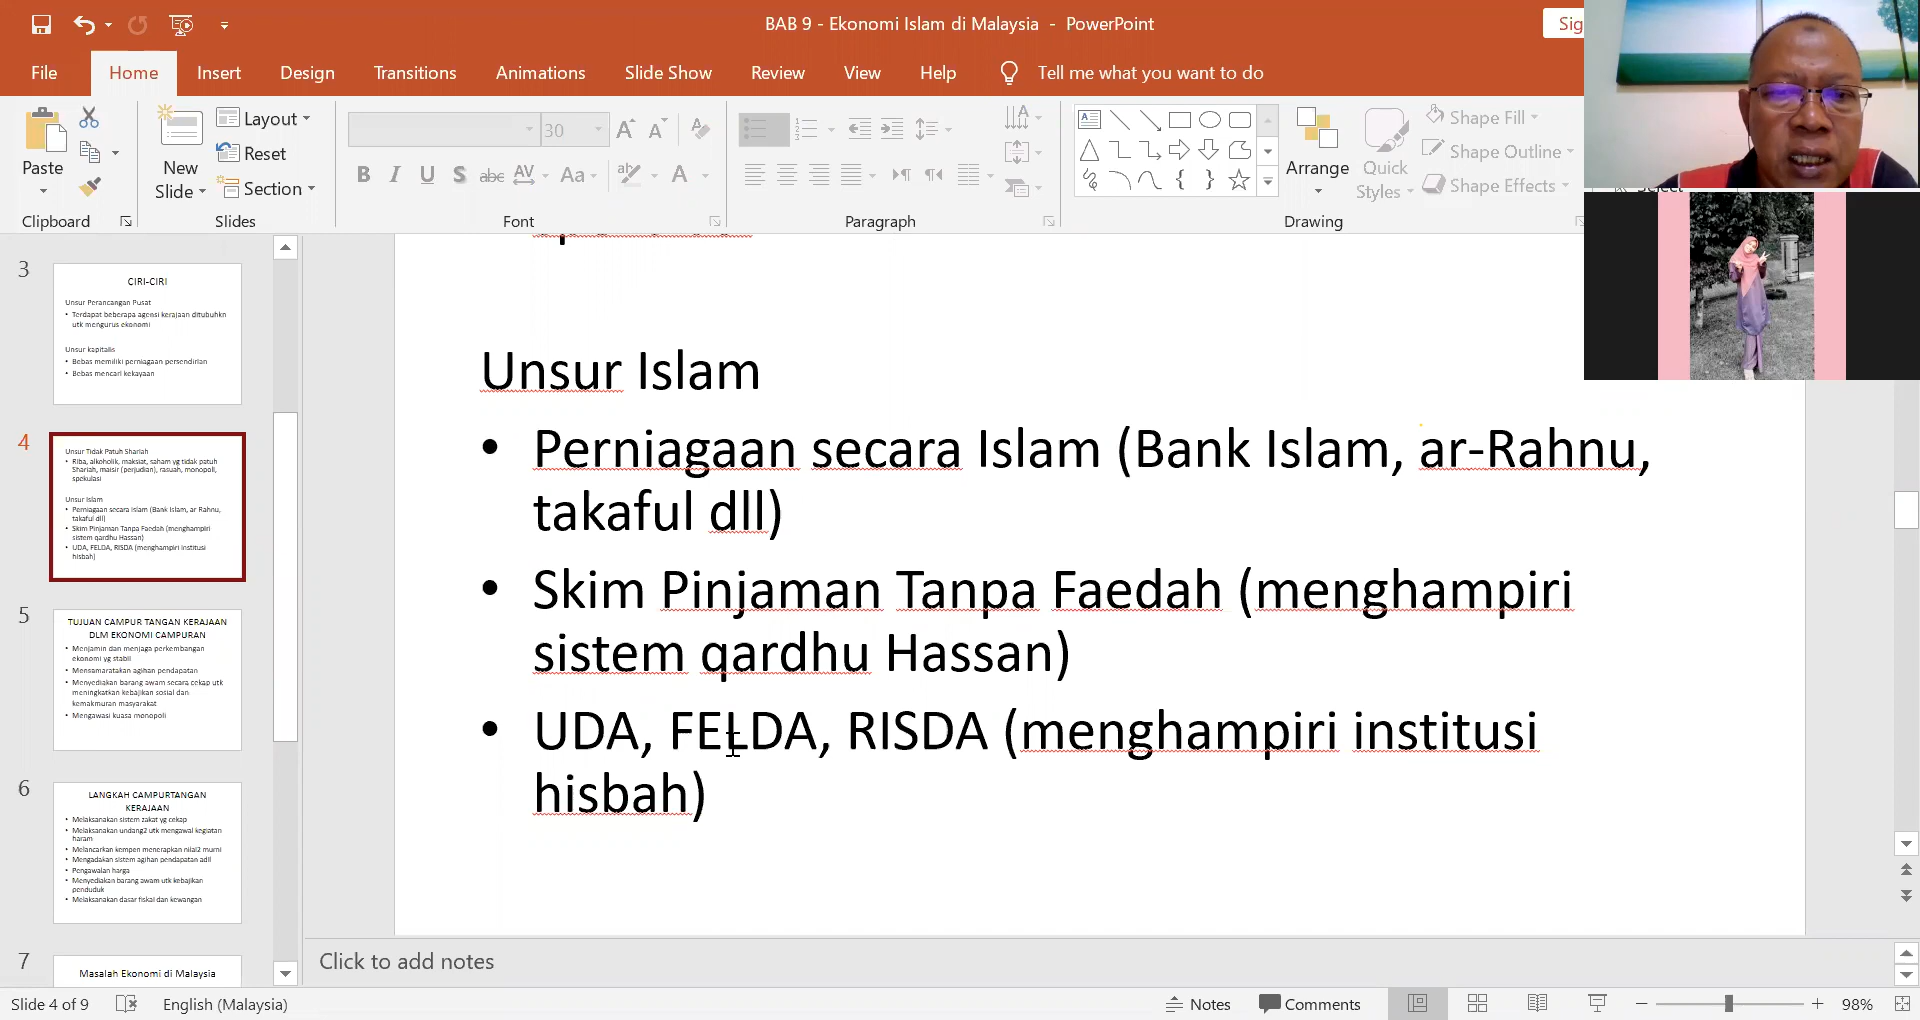 BAB 9 - Ekonomi Islam di Malaysia - PowerPoint
Sig
File Home Insert Design Transitions Animations Slide Show Review View Help Tell me what you want to do
Paste
Clipboard
New Slide
Layout
Reset
Section
Slides
30
B I U S abc AV Aa A
Font
Paragraph
Arrange
Quick Styles
Shape Fill
Shape Outline
Shape Effects
Drawing
Select
3
CIRI-CIRI
Unsur Perancangan Pusat
• Terdapat beberapa agensi kerajaan ditubuhkn
utk mengurus ekonomi
Unsur kapitalis
• Bebas memiliki perniagaan persendirian
• Bebas mencari kekayaan
4
Unsur Tidak Patuh Shariah
• Riba, alkoholik, maksiat, saham yg tidak patuh
Shariah, maisir (perjudian), rasuah, monopoli,
spekulasi
Unsur Islam
• Perniagaan secara Islam (Bank Islam, ar Rahnu,
takaful dll)
• Skim Pinjaman Tanpa Faedah (menghampiri
sistem qardhu Hassan)
• UDA, FELDA, RISDA (menghampiri institusi
hisbah)
5
TUJUAN CAMPUR TANGAN KERAJAAN
DLM EKONOMI CAMPURAN
• Menjamin dan menjaga perkembangan
ekonomi yg stabil
• Mensamaratakan agihan pendapatan
• Menyediakan barang awam secara cekap utk
meningkatkan kebajikan sosial dan
kemakmuran masyarakat
• Mengawasi kuasa monopoli
6
LANGKAH CAMPURTANGAN
KERAJAAN
• Melaksanakan sistem zakat yg cekap
• Melaksanakan undang2 utk mengawal kegiatan
haram
• Melancarkan kempen menerapkan nilai2 murni
• Mengadakan sistem agihan pendapatan adil
• Pengawalan harga
• Menyediakan barang awam utk kebajikan
penduduk
• Melaksanakan dasar fiskal dan kewangan
7
Masalah Ekonomi di Malaysia
Unsur Islam
• Perniagaan secara Islam (Bank Islam, ar-Rahnu,
takaful dll)
• Skim Pinjaman Tanpa Faedah (menghampiri
sistem qardhu Hassan)
• UDA, FELDA, RISDA (menghampiri institusi
hisbah)
Click to add notes
Slide 4 of 9 English (Malaysia) Notes Comments 98%